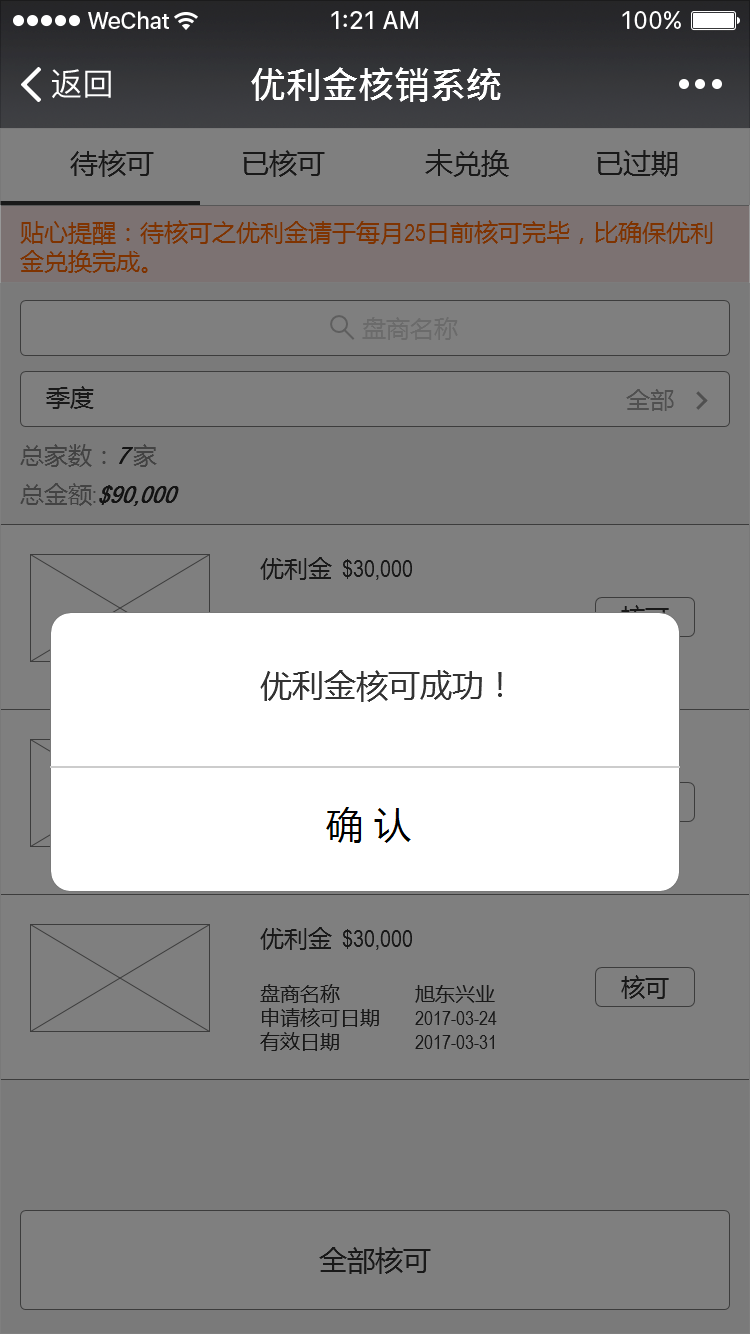 WeChat 1:21 AM 100%
返回 优利金核销系统
待核可 已核可 未兑换 已过期
贴心提醒：待核可之优利金请于每月25日前核可完毕，比确保优利
金兑换完成。
盘商名称
季度 全部
总家数：7家
总金额:$90,000
优利金 $30,000
优利金核可成功！
确 认
优利金 $30,000
盘商名称 旭东兴业
申请核可日期 2017-03-24
有效日期 2017-03-31
核可
全部核可